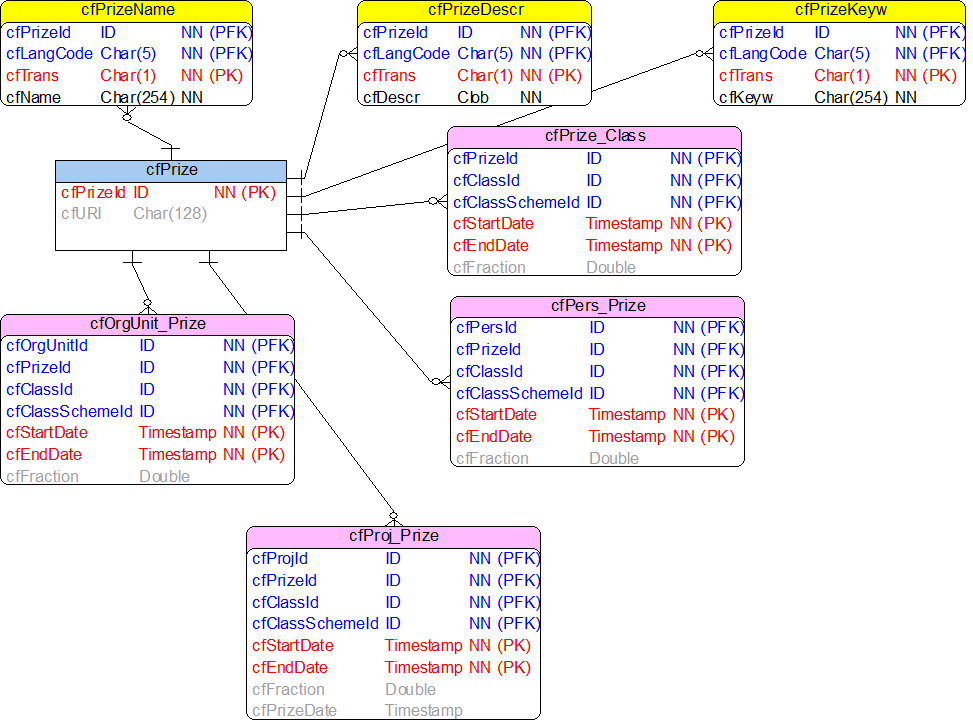 cfPrizeName
cfPrizeId ID NN (PFK)
cfLangCode Char(5) NN (PFK)
cfTrans Char(1) NN (PK)
cfName Char(254) NN
cfPrizeDescr
cfPrizeId ID NN (PFK)
cfLangCode Char(5) NN (PFK)
cfTrans Char(1) NN (PK)
cfDescr Clob NN
cfPrizeKeyw
cfPrizeId ID NN (PFK)
cfLangCode Char(5) NN (PFK)
cfTrans Char(1) NN (PK)
cfKeyw Char(254) NN
cfPrize
cfPrizeId ID NN (PK)
cfURI Char(128)
cfPrize_Class
cfPrizeId ID NN (PFK)
cfClassId ID NN (PFK)
cfClassSchemeId ID NN (PFK)
cfStartDate Timestamp NN (PK)
cfEndDate Timestamp NN (PK)
cfFraction Double
cfOrgUnit_Prize
cfOrgUnitId ID NN (PFK)
cfPrizeId ID NN (PFK)
cfClassId ID NN (PFK)
cfClassSchemeId ID NN (PFK)
cfStartDate Timestamp NN (PK)
cfEndDate Timestamp NN (PK)
cfFraction Double
cfPers_Prize
cfPersId ID NN (PFK)
cfPrizeId ID NN (PFK)
cfClassId ID NN (PFK)
cfClassSchemeId ID NN (PFK)
cfStartDate Timestamp NN (PK)
cfEndDate Timestamp NN (PK)
cfFraction Double
cfProj_Prize
cfProjId ID NN (PFK)
cfPrizeId ID NN (PFK)
cfClassId ID NN (PFK)
cfClassSchemeId ID NN (PFK)
cfStartDate Timestamp NN (PK)
cfEndDate Timestamp NN (PK)
cfFraction Double
cfPrizeDate Timestamp